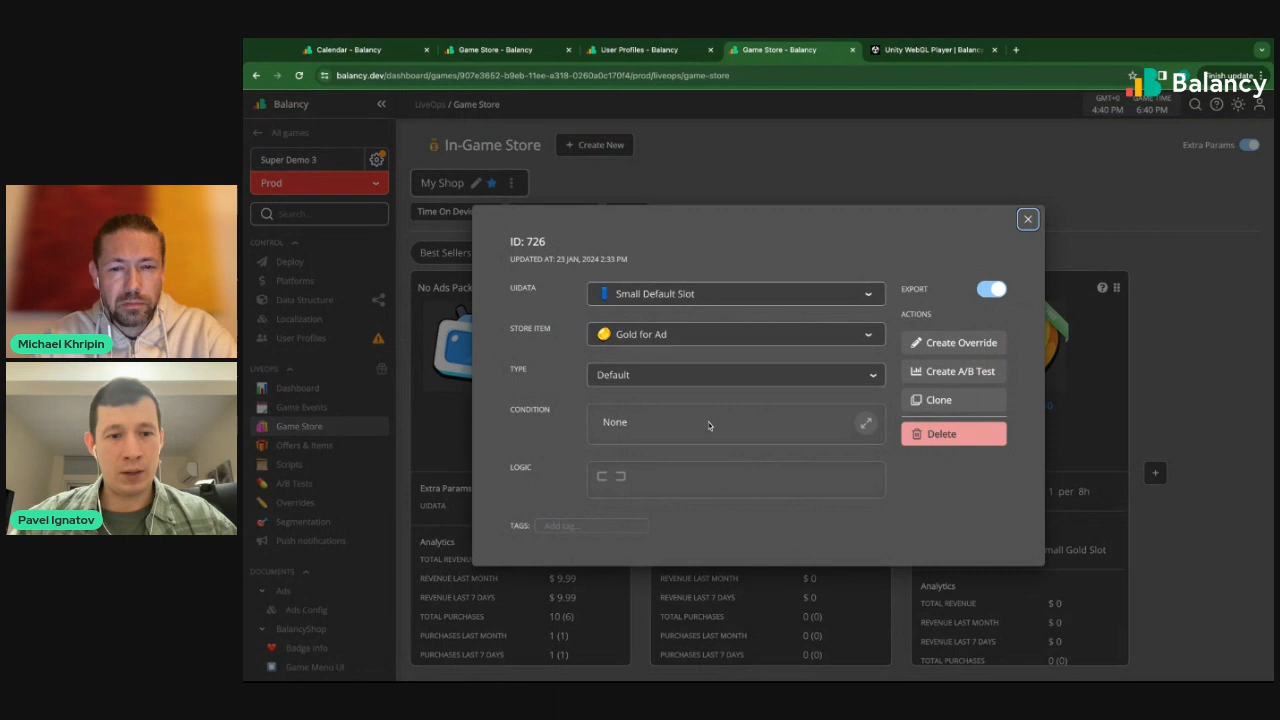 Calendar - Balancy
Game Store - Balancy
User Profiles - Balancy
Game Store - Balancy
Unity WebGL Player | Balanc
balancy.dev/dashboard/games/907e3652-b9eb-11ee-a318-0260a0c170f4/prod/liveops/game-store
Finish update
Balancy
Balancy
LiveOps / Game Store
GMT+0
4:40 PM
GAME TIME
6:40 PM
All games
Super Demo 3
Prod
Search...
CONTROL
Deploy
Platforms
Data Structure
Localization
User Profiles
LIVEOPS
Dashboard
Game Events
Game Store
Offers & Items
Scripts
A/B Tests
Overrides
Segmentation
Push notifications
DOCUMENTS
Ads
Ads Config
BalancyShop
Badge Info
Game Menu UI
In-Game Store
+ Create New
Extra Params
My Shop
Time On Devi
Best Sellers
No Ads Pack
ID: 726
UPDATED AT: 23 JAN, 2024 2:33 PM
UIDATA
Small Default Slot
STORE ITEM
Gold for Ad
TYPE
Default
CONDITION
None
LOGIC
TAGS:
Add tag...
EXPORT
ACTIONS
Create Override
Create A/B Test
Clone
Delete
Extra Params
UIDATA
Analytics
TOTAL REVENU
REVENUE LAST MONTH $ 9.99
REVENUE LAST 7 DAYS $ 9.99
TOTAL PURCHASES 10 (6)
PURCHASES LAST MONTH 1 (1)
PURCHASES LAST 7 DAYS 1 (1)
REVENUE LAST MONTH $ 0
REVENUE LAST 7 DAYS $ 0
TOTAL PURCHASES 0 (0)
PURCHASES LAST MONTH 0 (0)
PURCHASES LAST 7 DAYS 0 (0)
1 per 8h
mall Gold Slot
Analytics
TOTAL REVENUE $ 0
REVENUE LAST MONTH $ 0
REVENUE LAST 7 DAYS $ 0
TOTAL PURCHASES 0 (0)
Michael Khripin
Pavel Ignatov